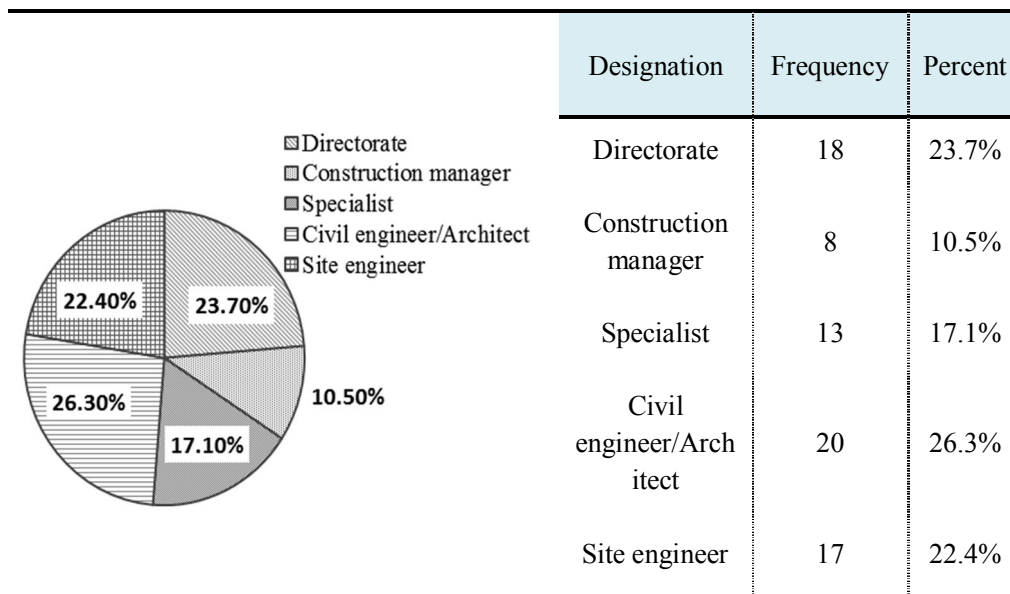 Directorate
Construction manager
Specialist
Civil engineer/Architect
Site engineer
22.40%
23.70%
10.50%
26.30%
17.10%
Designation Frequency Percent
Directorate 18 23.7%
Construction
manager 8 10.5%
Specialist 13 17.1%
Civil
engineer/Arch 20 26.3%
itect
Site engineer 17 22.4%